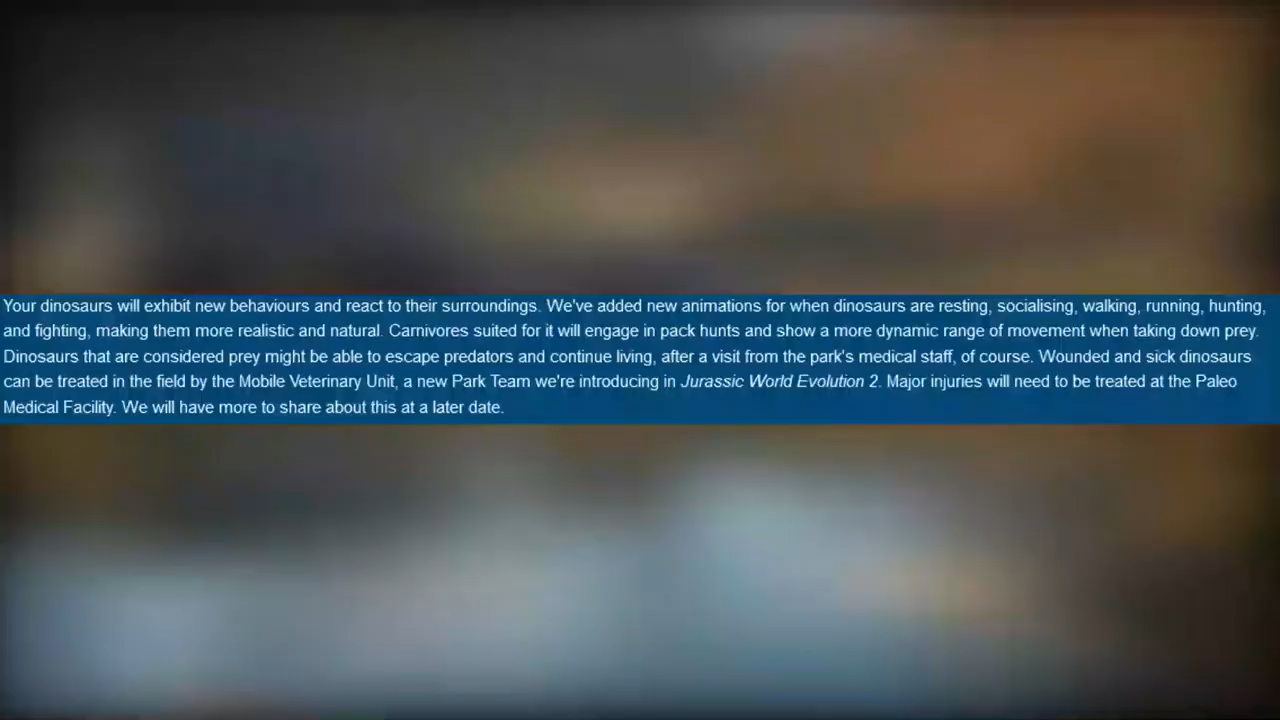 Your dinosaurs will exhibit new behaviours and react to their surroundings. We've added new animations for when dinosaurs are resting, socialising, walking, running, hunting,
and fighting, making them more realistic and natural. Carnivores suited for it will engage in pack hunts and show a more dynamic range of movement when taking down prey.
Dinosaurs that are considered prey might be able to escape predators and continue living, after a visit from the park's medical staff, of course. Wounded and sick dinosaurs
can be treated in the field by the Mobile Veterinary Unit, a new Park Team we're introducing in Jurassic World Evolution 2. Major injuries will need to be treated at the Paleo
Medical Facility. We will have more to share about this at a later date.